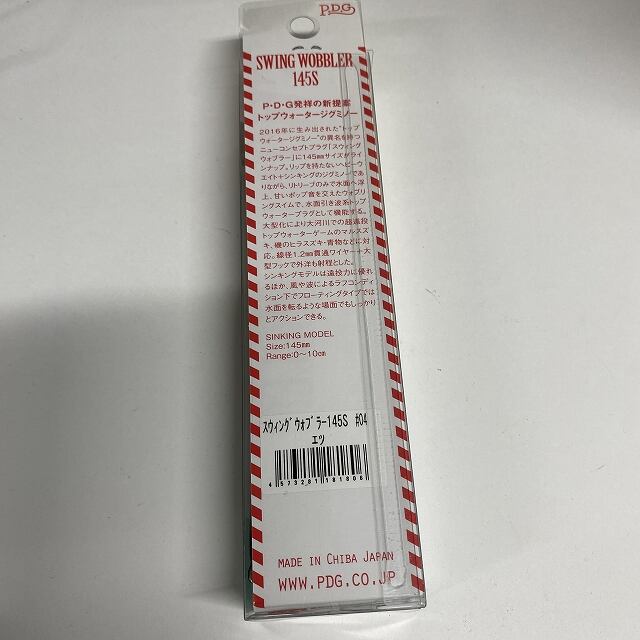 P.D.G
SWING WOBBLER
145S
P・D・G発祥の新提案
トップウォータージグミノー
2016年に生み出された"トップ
ウォータージグミノー"の異名を持つ
ニューコンセプトプラグ「スウィング
ウォブラー」に145mmサイズがライ
ンナップ。リップを持たないヘビーウ
エイト+シンキングのジグミノーであ
りながら、リトリーブのみで水面へ浮
上、甘いポップ音を交えたウォブリン
グスイムで、水面引き波系トップウォ
ータープラグとして機能する。
大型化により大河川での超遠投
トップウォーターゲームのマルスズ
キ、磯のヒラスズキ・青物などに対
応。線径1.2mm貫通ワイヤー+大
型フックで外洋も射程とした。
シンキングモデルは遠投力に優れ
るほか、風や波によるラフコンディ
ション下でフローティングタイプでは
水面を転るような場面でもしっかり
とアクションできる。
SINKING MODEL
Size:145mm
Range:0〜10cm
スウィングウォブラー145S #04
エツ
4 573281 181808
MADE IN CHIBA JAPAN
WWW.PDG.CO.JP